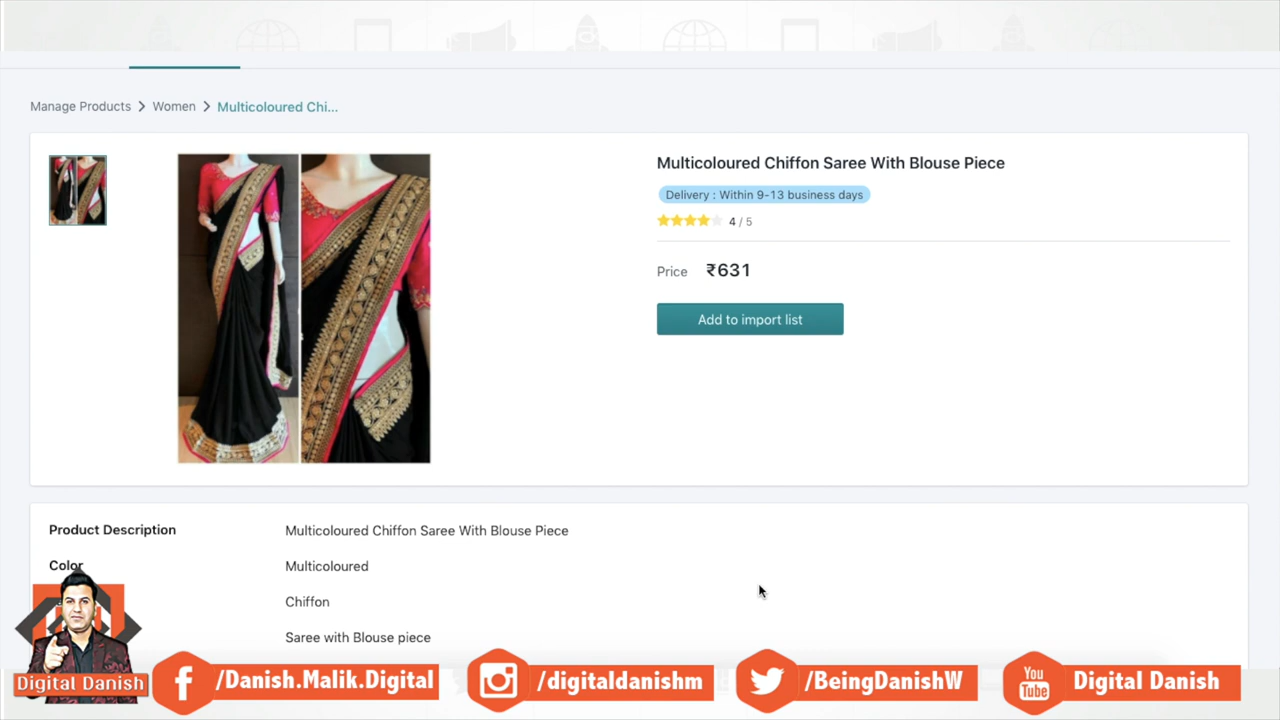 Manage Products > Women > Multicoloured Chi...
Multicoloured Chiffon Saree With Blouse Piece
Delivery : Within 9-13 business days
4 / 5
Price ₹631
Add to import list
Product Description Multicoloured Chiffon Saree With Blouse Piece
Color Multicoloured
Chiffon
Saree with Blouse piece
Digital Danish
/Danish.Malik.Digital
/digitaldanishm
/BeingDanishW
You Tube Digital Danish